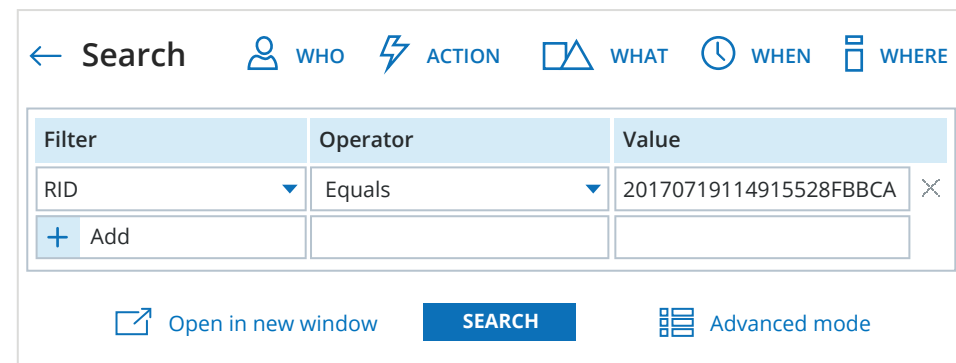 Search WHO ACTION WHAT WHEN WHERE
Filter Operator Value
RID Equals 20170719114915528FBBCA
Add
Open in new window SEARCH Advanced mode